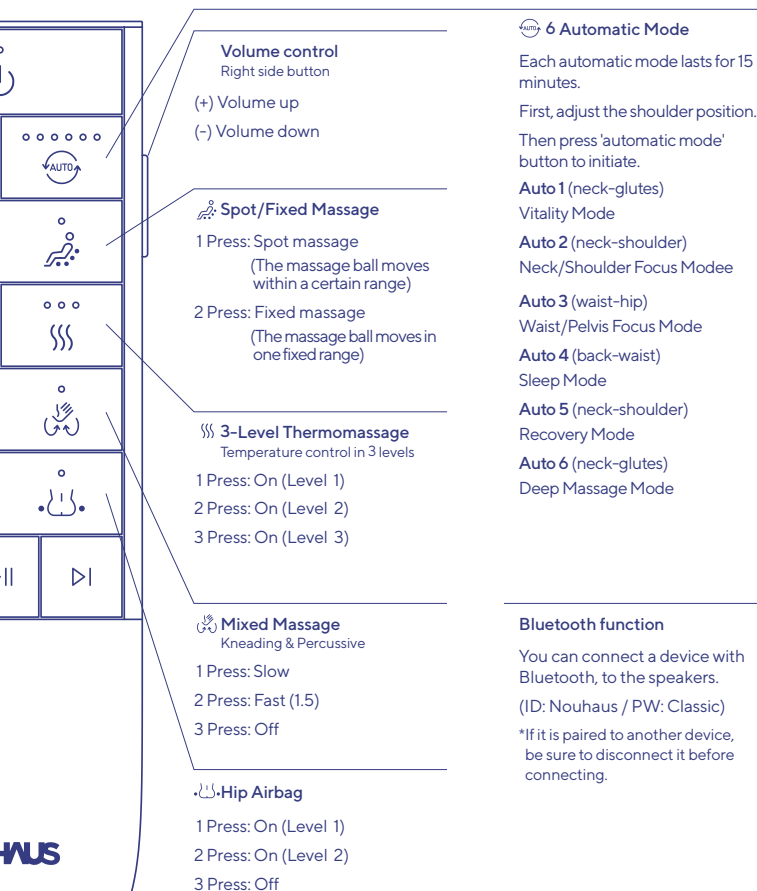 Volume control
Right side button
(+) Volume up
(-) Volume down
AUTO
Spot/Fixed Massage
1 Press: Spot massage
(The massage ball moves
within a certain range)
2 Press: Fixed massage
(The massage ball moves in
one fixed range)
3-Level Thermomassage
Temperature control in 3 levels
1 Press: On (Level 1)
2 Press: On (Level 2)
3 Press: On (Level 3)
Mixed Massage
Kneading & Percussive
1 Press: Slow
2 Press: Fast (1.5)
3 Press: Off
Hip Airbag
1 Press: On (Level 1)
2 Press: On (Level 2)
3 Press: Off
AUTO 6 Automatic Mode
Each automatic mode lasts for 15
minutes.
First, adjust the shoulder position.
Then press 'automatic mode'
button to initiate.
Auto 1 (neck-glutes)
Vitality Mode
Auto 2 (neck-shoulder)
Neck/Shoulder Focus Modee
Auto 3 (waist-hip)
Waist/Pelvis Focus Mode
Auto 4 (back-waist)
Sleep Mode
Auto 5 (neck-shoulder)
Recovery Mode
Auto 6 (neck-glutes)
Deep Massage Mode
Bluetooth function
You can connect a device with
Bluetooth, to the speakers.
(ID: Nouhaus / PW: Classic)
*If it is paired to another device,
be sure to disconnect it before
connecting.
HAUS